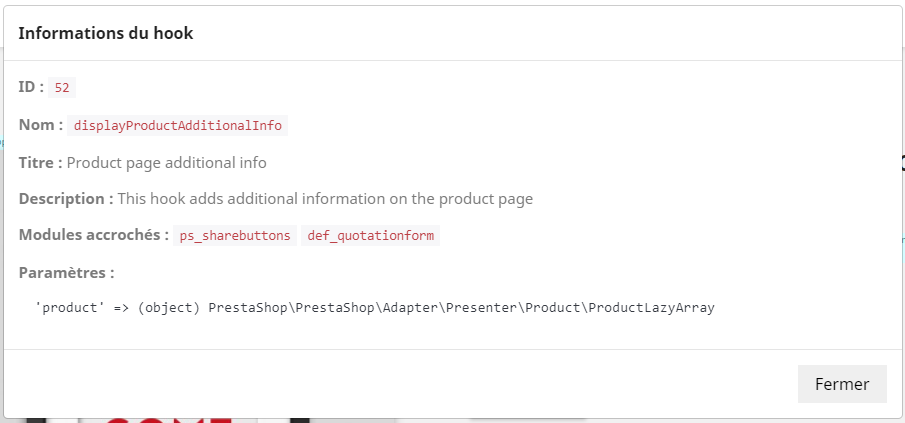 Informations du hook
ID : 52
Nom : displayProductAdditionalInfo
Titre : Product page additional info
Description : This hook adds additional information on the product page
Modules accrochés : ps_sharebuttons def_quotationform
Paramètres :
'product' => (object) PrestaShop\PrestaShop\Adapter\Presenter\Product\ProductLazyArray
Fermer